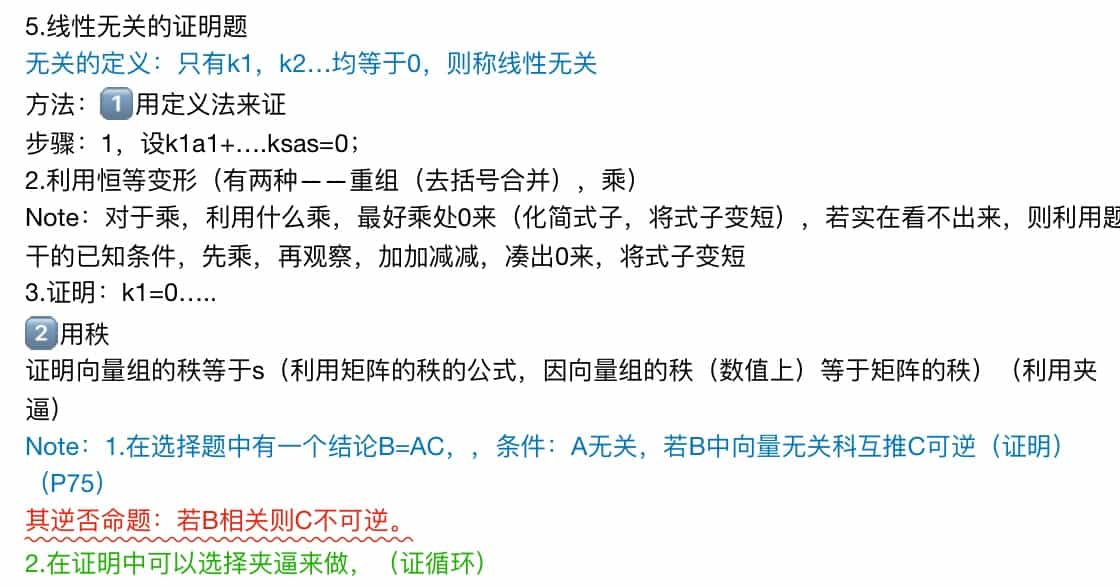 5.线性无关的证明题
无关的定义：只有k1，k2…均等于0，则称线性无关
方法：1️⃣用定义法来证
步骤：1，设k1a1+….ksas=0；
2.利用恒等变形（有两种——重组（去括号合并），乘）
Note：对于乘，利用什么乘，最好乘处0来（化简式子，将式子变短），若实在看不出来，则利用题
干的已知条件，先乘，再观察，加加减减，凑出0来，将式子变短
3.证明：k1=0…..
2️⃣用秩
证明向量组的秩等于s（利用矩阵的秩的公式，因向量组的秩（数值上）等于矩阵的秩）（利用夹
逼）
Note：1.在选择题中有一个结论B=AC，，条件：A无关，若B中向量无关科互推C可逆（证明）
（P75）
其逆否命题：若B相关则C不可逆。
2.在证明中可以选择夹逼来做，（证循环）